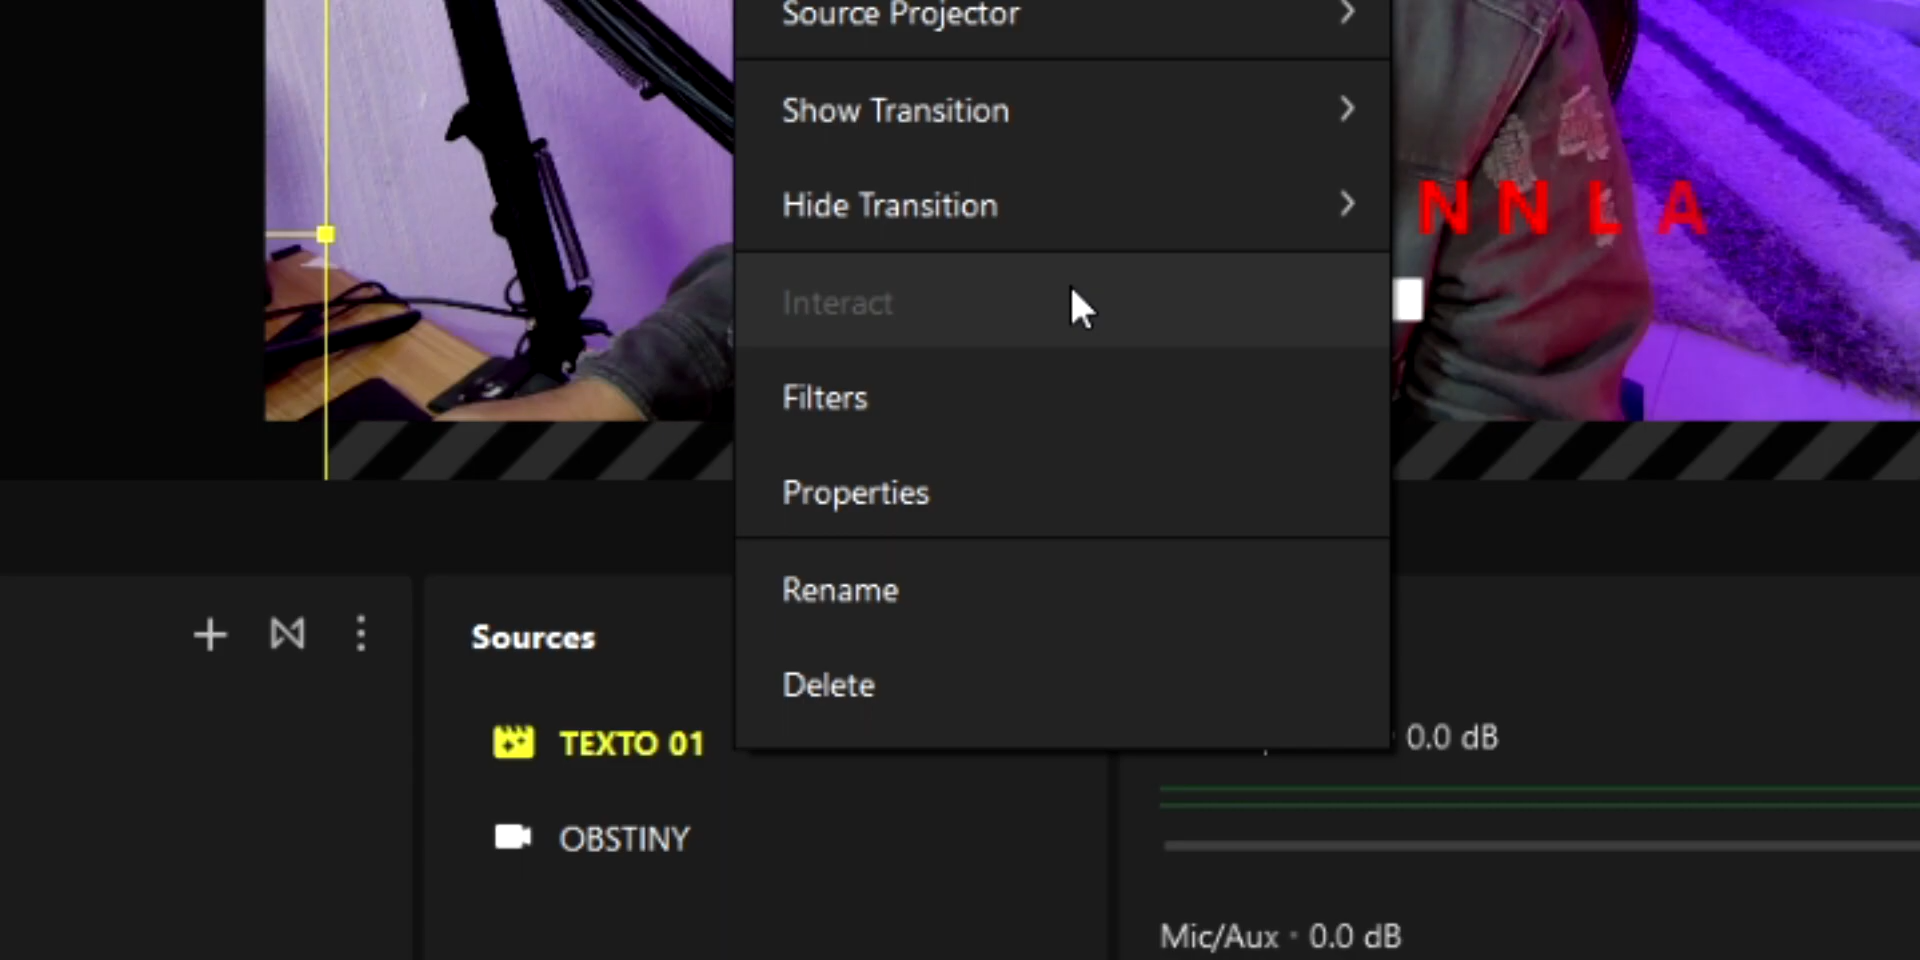 Source Projector
Show Transition
Hide Transition
N N L A
Interact
Filters
Properties
Rename
Delete
Sources
TEXTO 01
0.0 dB
OBSTINY
Mic/Aux · 0.0 dB